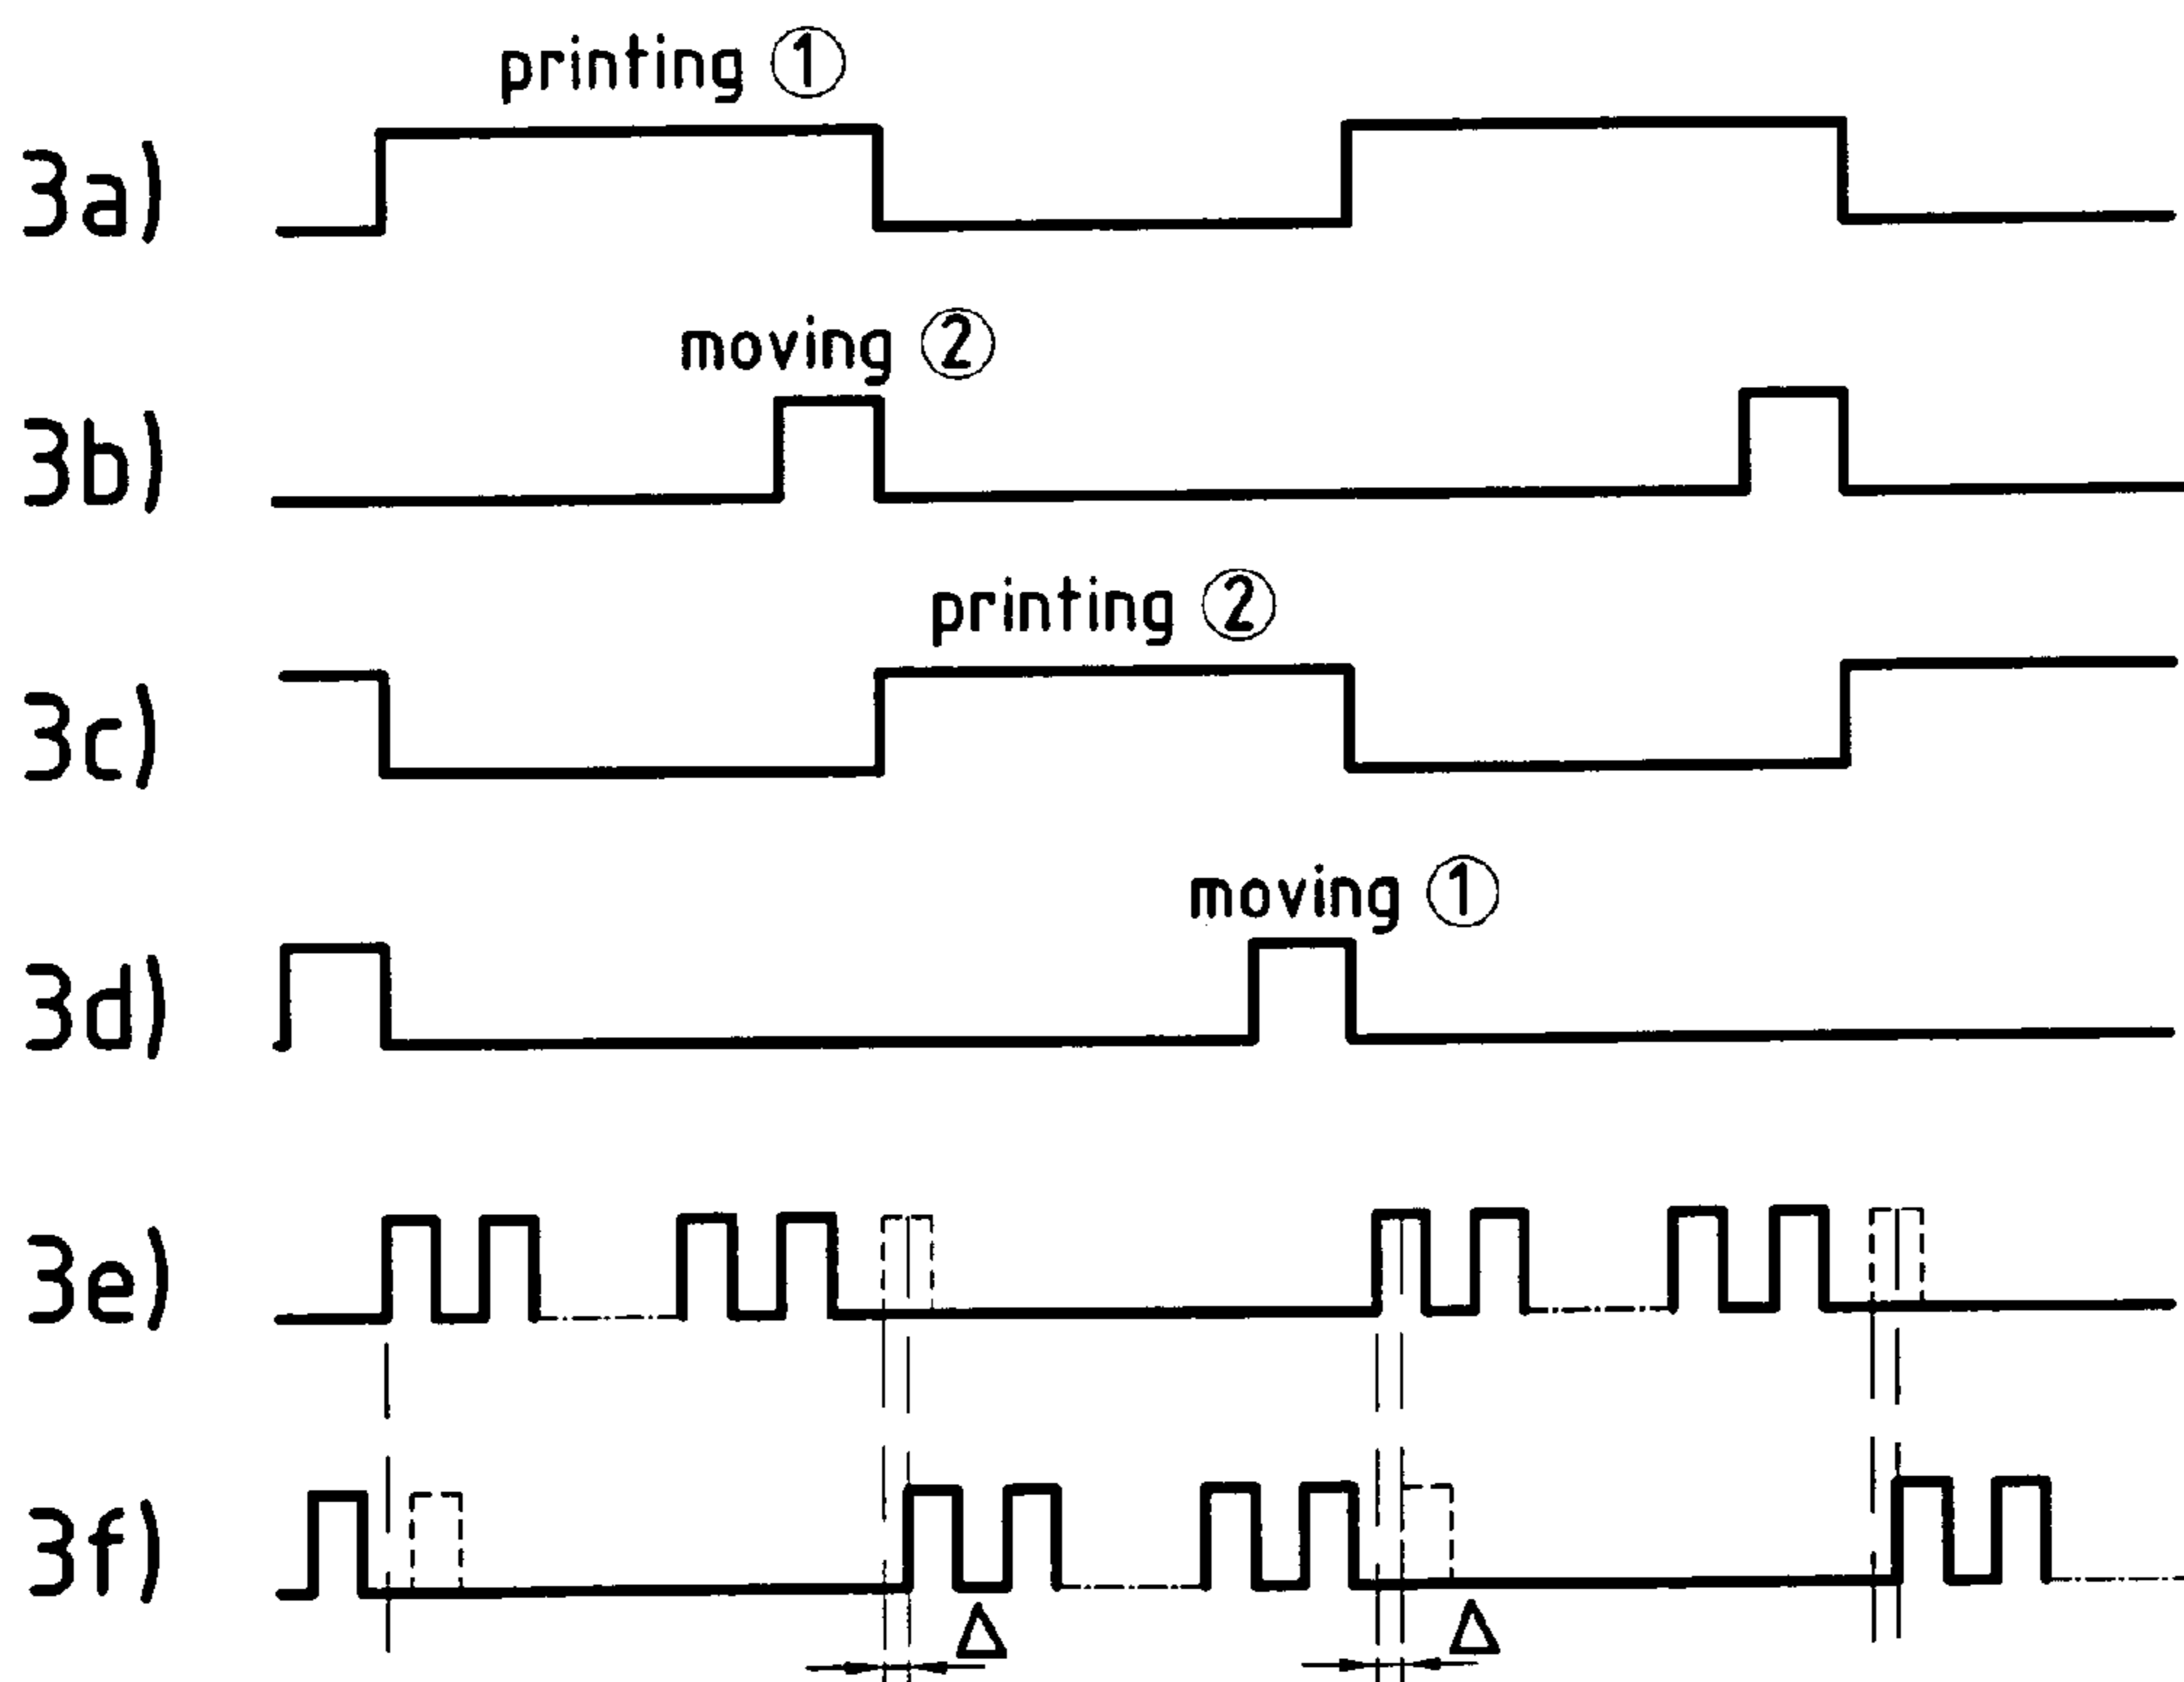 printing ①
3a)
moving ②
3b)
printing ②
3c)
moving ①
3d)
3e)
3f)
Δ Δ